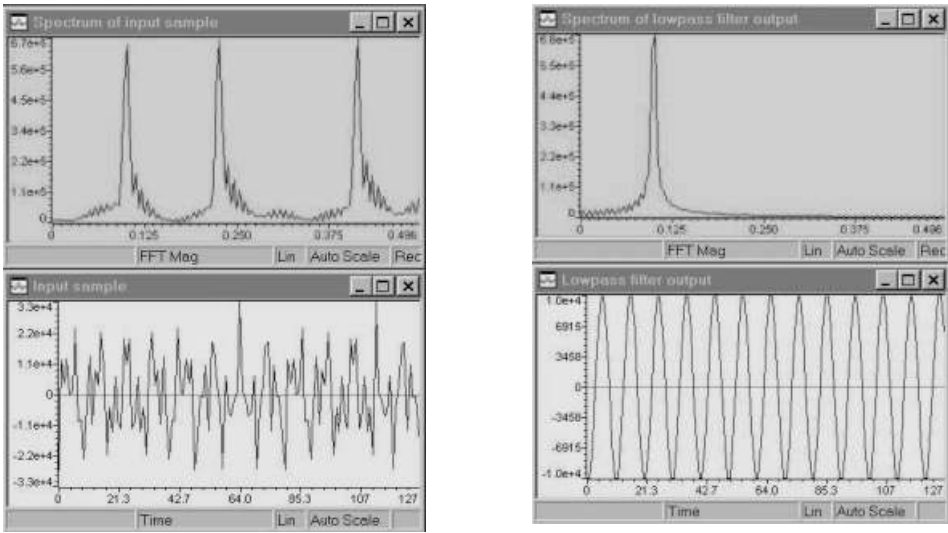 Spectrum of input sample
6.7e+5
5.6e+5
4.5e+5
3.4e+5
2.2e+5
1.1e+5
0
0 0.125 0.250 0.375 0.496
FFT Mag Lin Auto Scale Rec
Input sample
3.3e+4
2.2e+4
1.1e+4
0
-1.1e+4
-2.2e+4
-3.3e+4
0 21.3 42.7 64.0 85.3 107 127
Time Lin Auto Scale
Spectrum of lowpass filter output
6.6e+5
5.5e+5
4.4e+5
3.3e+5
2.2e+5
1.1e+5
0
0 0.125 0.250 0.375 0.496
FFT Mag Lin Auto Scale Rec
Lowpass filter output
1.0e+4
6915
3458
0
-3458
-6915
-1.0e+4
0 21.3 42.7 64.0 85.3 107 127
Time Lin Auto Scale